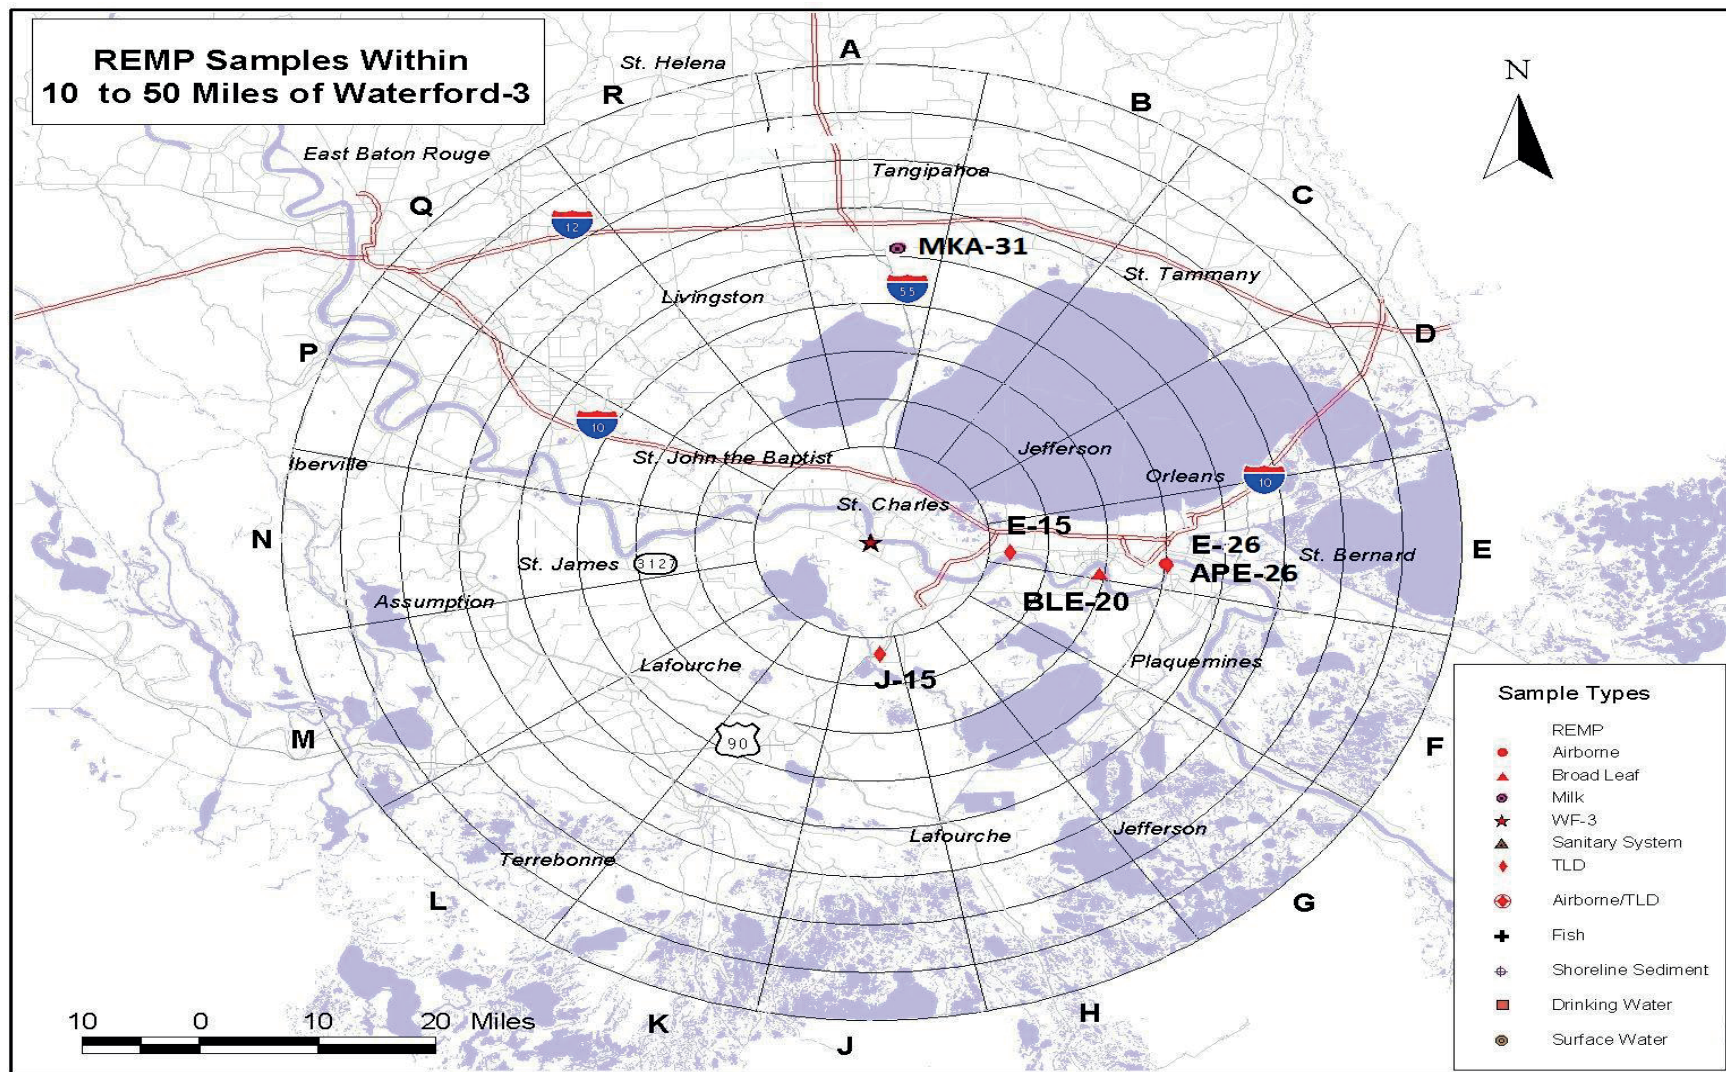 REMP Samples Within
10 to 50 Miles of Waterford-3
A
St. Helena
N
R
B
East Baton Rouge
Tangipahoa
Q
C
12
MKA-31
St. Tammany
Livingston
55
D
P
10
Jefferson
St. John the Baptist
Iberville
Orleans
10
St. Charles
E-15
N
E-26
E
St. Bernard
St. James
3127
APE-26
Assumption
BLE-20
Lafourche
Plaquemines
J-15
M
90
F
Jefferson
Lafourche
Terrebonne
L
G
H
K
J
10 0 10 20 Miles
Sample Types
REMP
Airborne
Broad Leaf
Milk
WF-3
Sanitary System
TLD
Airborne/TLD
Fish
Shoreline Sediment
Drinking Water
Surface Water